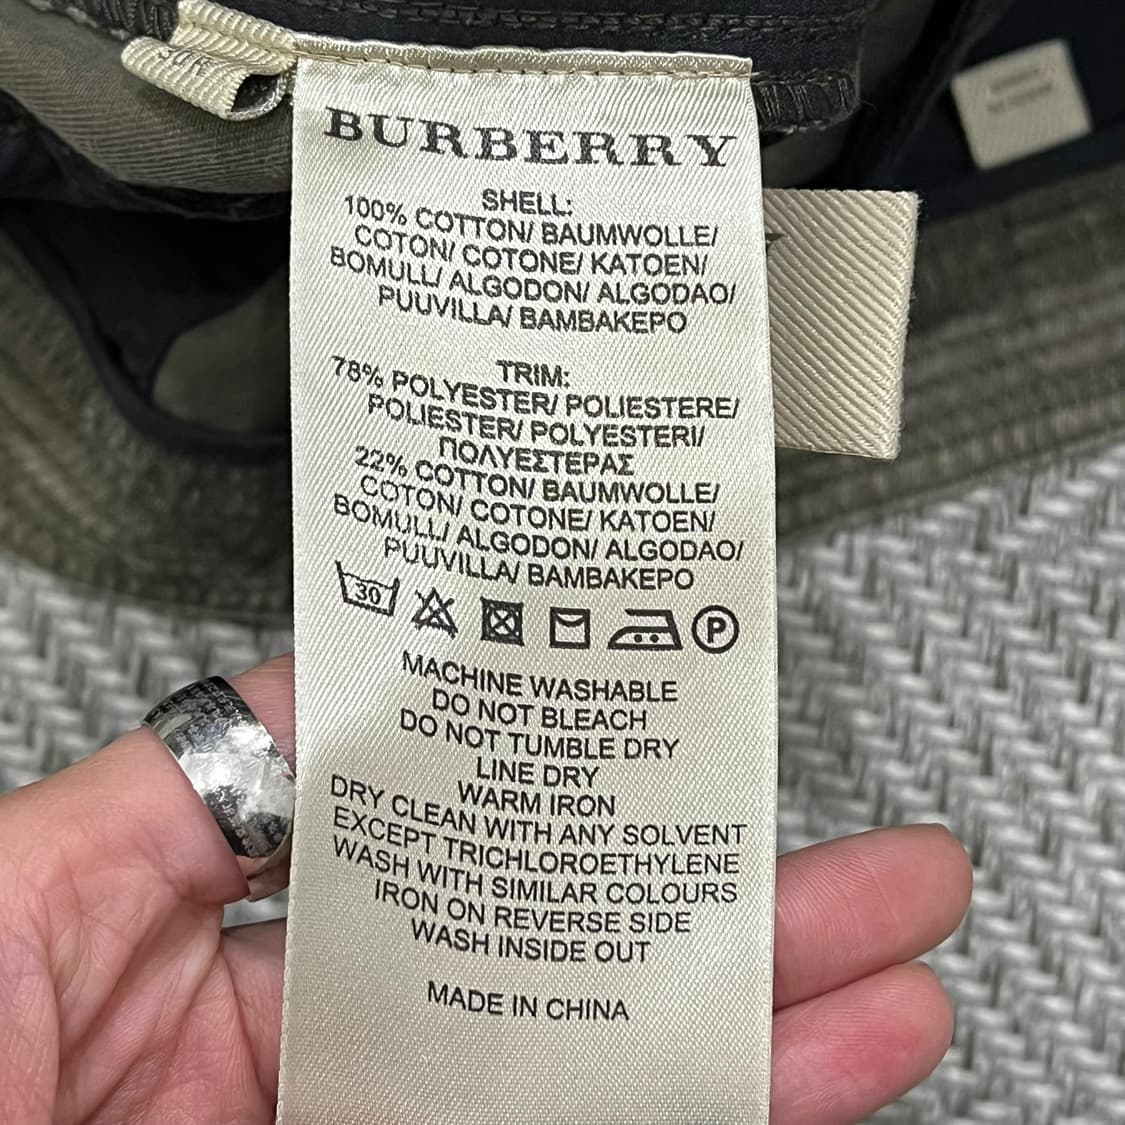 BURBERRY
SHELL:
100% COTTON/ BAUMWOLLE/
COTON/ COTONE/ KATOEN/
BOMULL/ ALGODON/ ALGODAO/
PUUVILLA/ BAMBAKEPO
TRIM:
78% POLYESTER/ POLIESTERE/
POLIESTER/ POLYESTERI/
ΠΟΛΥΕΣΤΕΡΑΣ
22% COTTON/ BAUMWOLLE/
COTON/ COTONE/ KATOEN/
BOMULL/ ALGODON/ ALGODAO/
PUUVILLA/ BAMBAKEPO
30 P
MACHINE WASHABLE
DO NOT BLEACH
DO NOT TUMBLE DRY
LINE DRY
WARM IRON
DRY CLEAN WITH ANY SOLVENT
EXCEPT TRICHLOROETHYLENE
WASH WITH SIMILAR COLOURS
IRON ON REVERSE SIDE
WASH INSIDE OUT
MADE IN CHINA